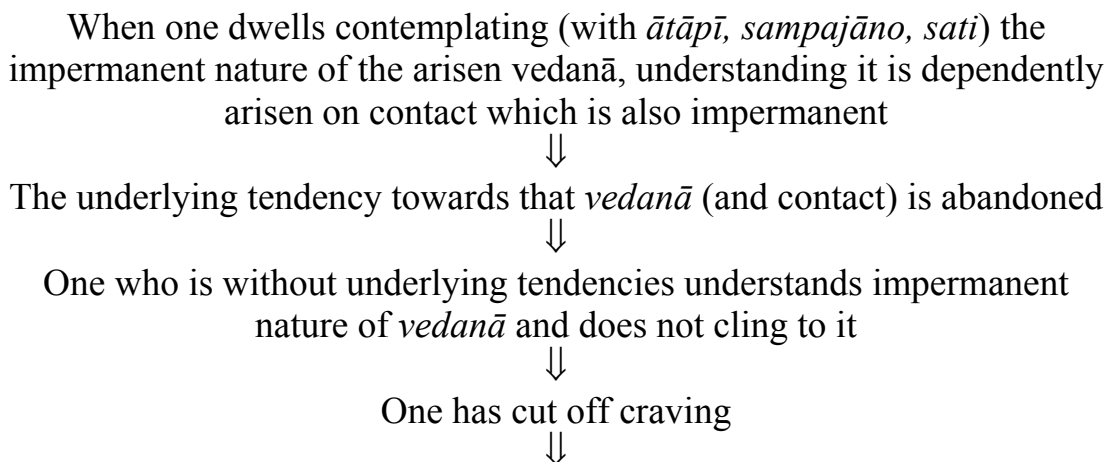 When one dwells contemplating (with ātāpī, sampajāno, sati) the
impermanent nature of the arisen vedanā, understanding it is dependently
arisen on contact which is also impermanent
⇓
The underlying tendency towards that vedanā (and contact) is abandoned
⇓
One who is without underlying tendencies understands impermanent
nature of vedanā and does not cling to it
⇓
One has cut off craving
⇓